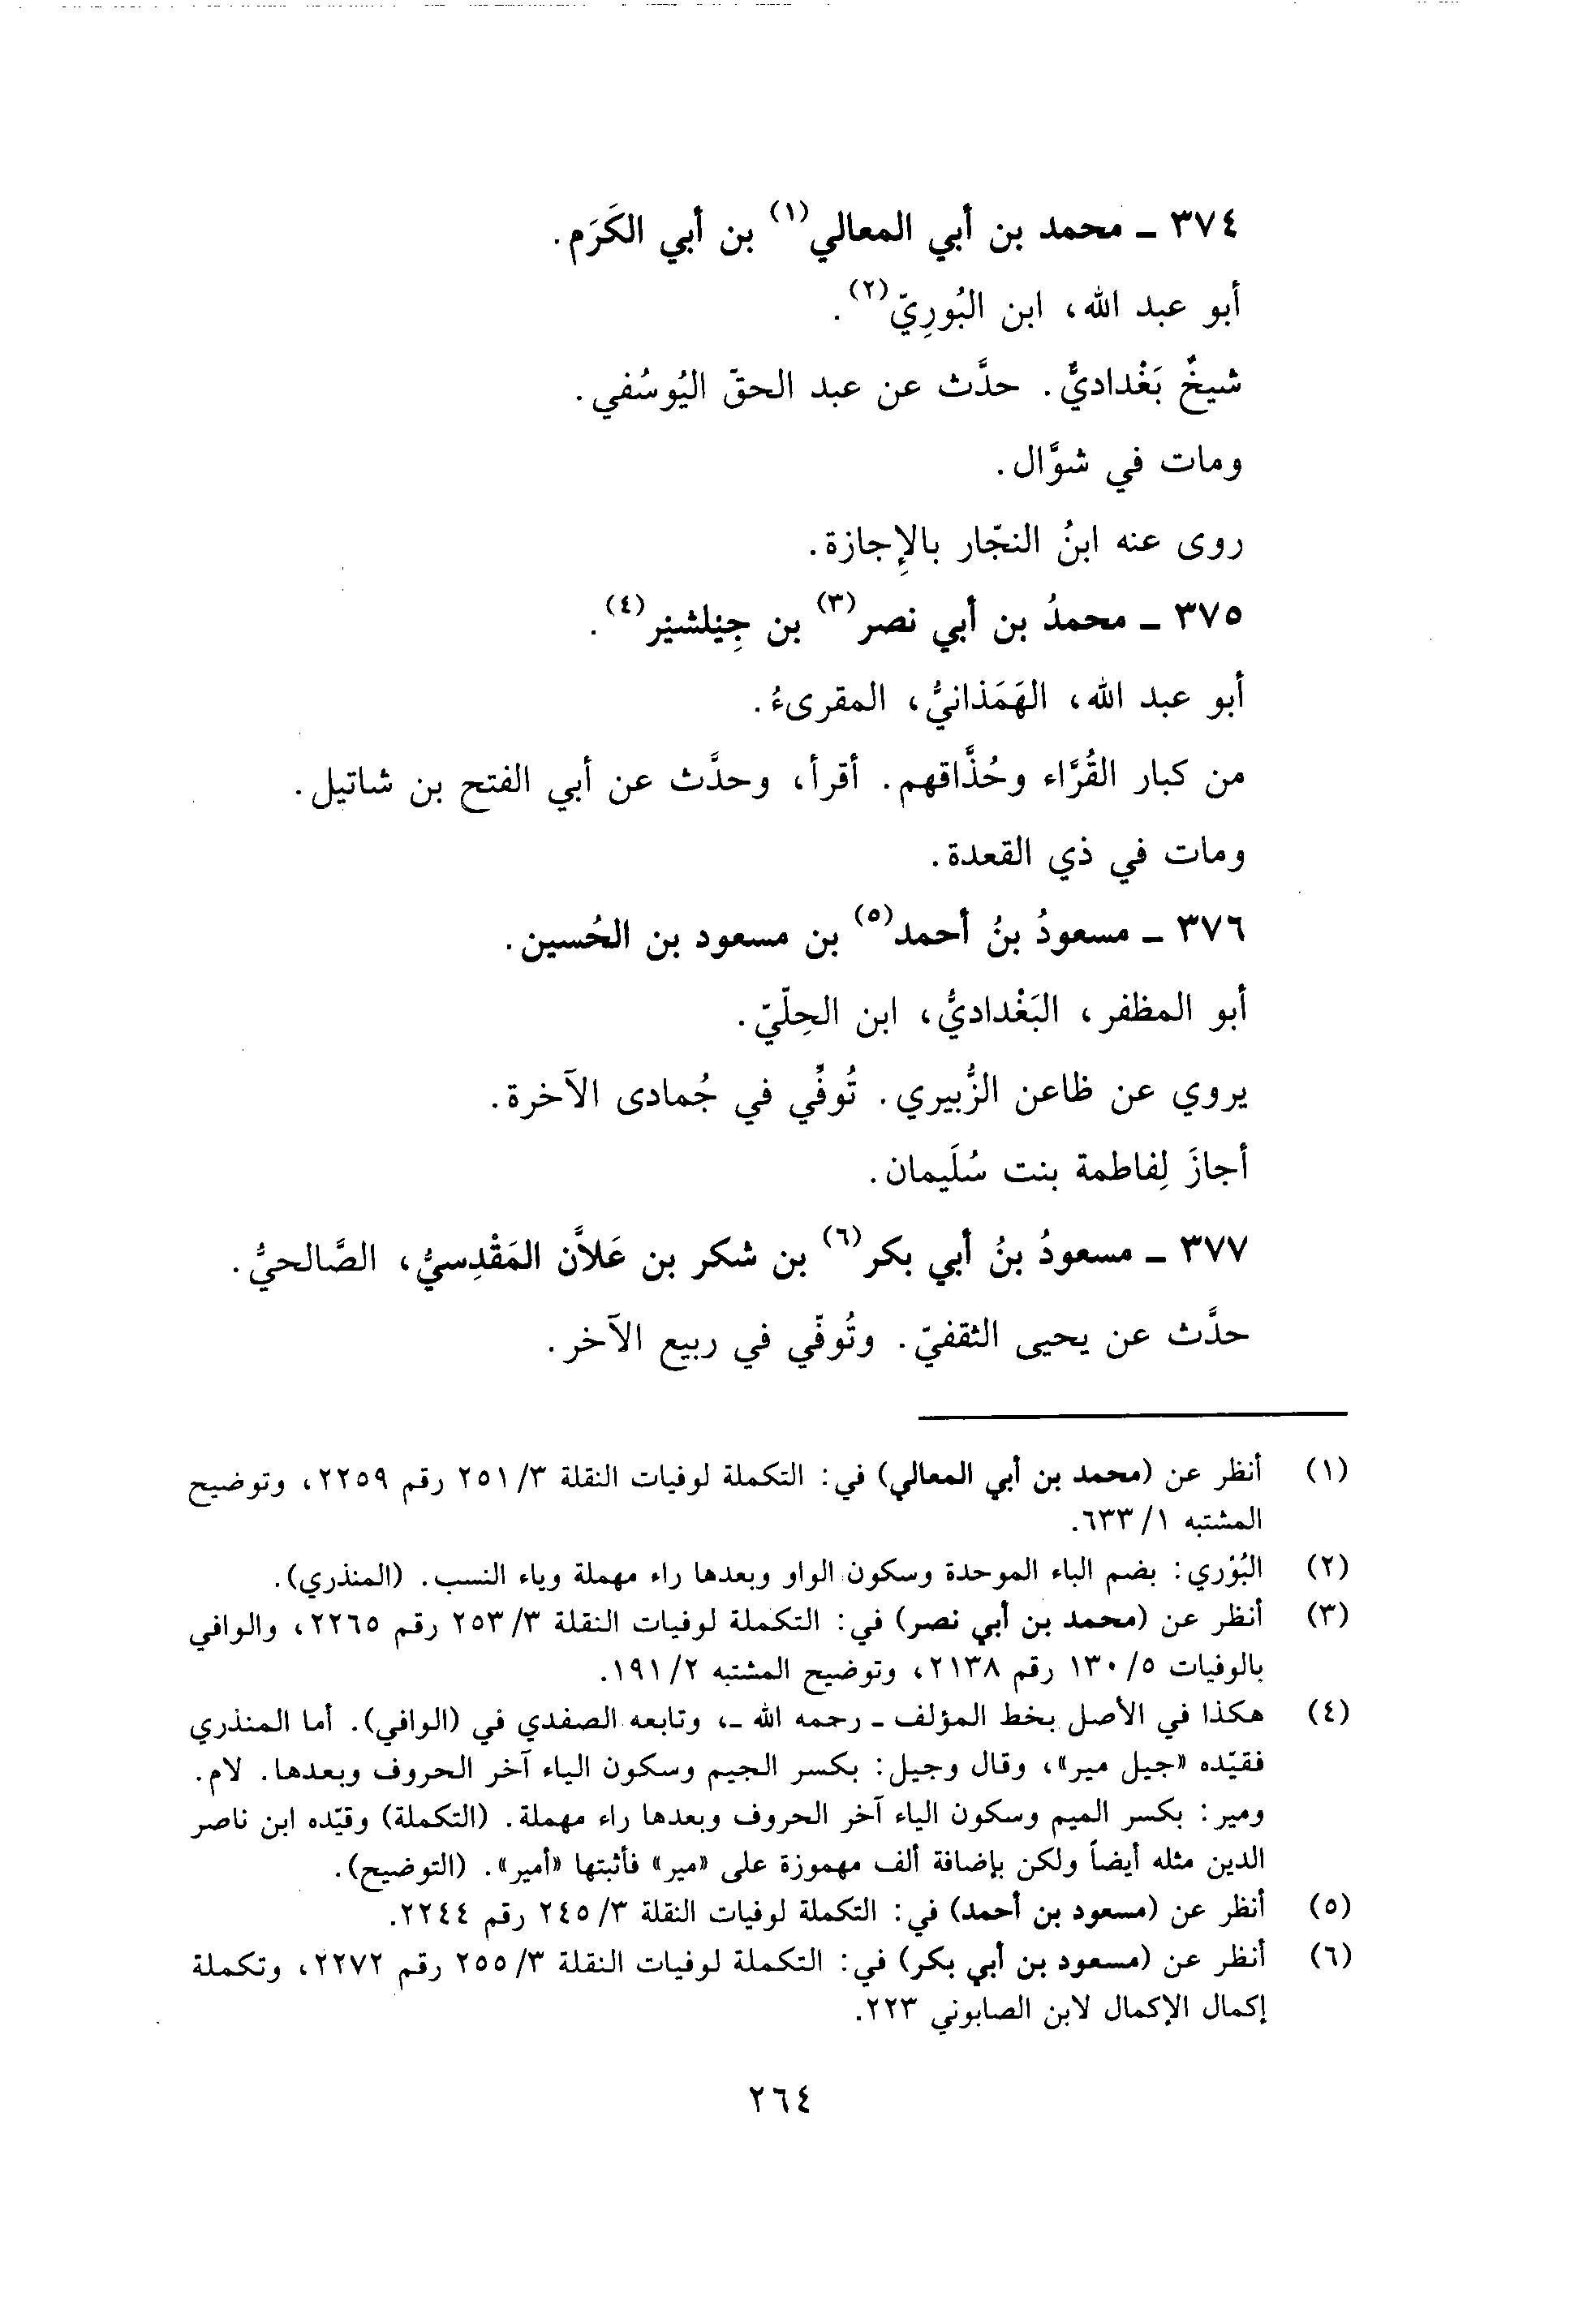 ٣٧٤ ـ محمد بن أبي المعالي(١) بن أبي الكَرَم.
أبو عبد الله، ابن البُورِيّ(٢).
شيخٌ بَغْداديٌّ. حدَّث عن عبد الحقّ اليُوسُفي.
ومات في شوَّال.
روى عنه ابنُ النجّار بالإِجازة.
٣٧٥ ـ محمدُ بن أبي نصر(٣) بن جِيْلشيْر(٤).
أبو عبد الله، الهَمَذانيُّ، المقرىءُ.
من كبار القُرَّاء وحُذَّاقهم. أقرأ، وحدَّث عن أبي الفتح بن شاتيل.
ومات في ذي القعدة.
٣٧٦ ـ مسعودُ بنُ أحمد(٥) بن مسعود بن الحُسين.
أبو المظفر، البَغْداديُّ، ابن الحِلّيّ.
يروي عن ظاعن الزُّبيري. تُوفِّي في جُمادى الآخرة.
أجازَ لِفاطمة بنت سُلَيمان.
٣٧٧ ـ مسعودُ بنُ أبي بكر(٦) بن شكر بن عَلاَّن المَقْدِسيُّ، الصَّالحيُّ.
حدَّث عن يحيى الثقفيّ. وتُوفّي في ربيع الآخر.
(١) أنظر عن (محمد بن أبي المعالي) في: التكملة لوفيات النقلة ٣/ ٢٥١ رقم ٢٢٥٩، وتوضيح
المشتبه ١/ ٦٣٣.
(٢) البُوْري: بضم الباء الموحدة وسكون الواو وبعدها راء مهملة وياء النسب. (المنذري).
(٣) أنظر عن (محمد بن أبي نصر) في: التكملة لوفيات النقلة ٣/ ٢٥٣ رقم ٢٢٦٥، والوافي
بالوفيات ٥/ ١٣٠ رقم ٢١٣٨، وتوضيح المشتبه ٢/ ١٩١.
(٤) هكذا في الأصل بخط المؤلف ـ رحمه الله ـ، وتابعه الصفدي في (الوافي). أما المنذري
فقيّده «جيل مير»، وقال وجيل: بكسر الجيم وسكون الياء آخر الحروف وبعدها. لام.
ومير: بكسر الميم وسكون الياء آخر الحروف وبعدها راء مهملة. (التكملة) وقيّده ابن ناصر
الدين مثله أيضاً ولكن بإضافة ألف مهموزة على «مير» فأثبتها «أمير». (التوضيح).
(٥) أنظر عن (مسعود بن أحمد) في: التكملة لوفيات النقلة ٣/ ٢٤٥ رقم ٢٢٤٤.
(٦) أنظر عن (مسعود بن أبي بكر) في: التكملة لوفيات النقلة ٣/ ٢٥٥ رقم ٢٢٧٢، وتكملة
إكمال الإكمال لابن الصابوني ٢٢٣.
٢٦٤